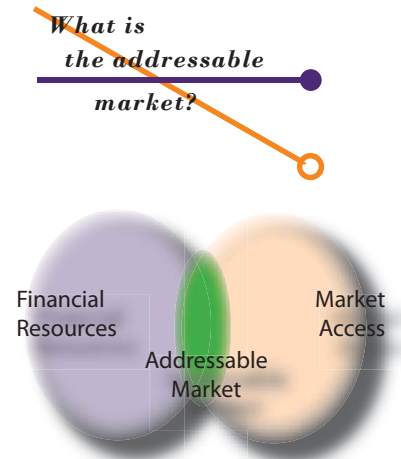 What is
the addressable
market?
Financial
Resources
Market
Access
Addressable
Market